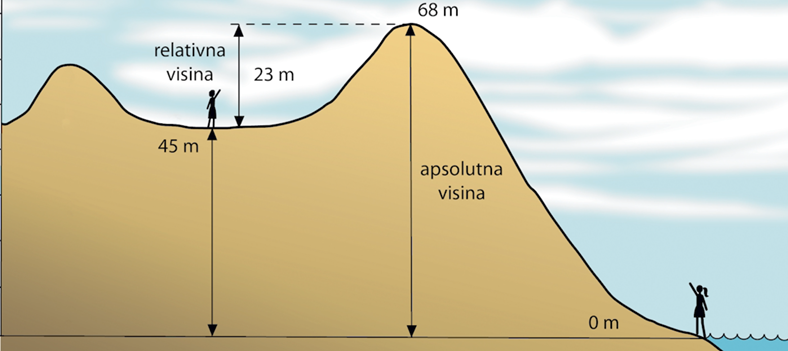 68 m
relativna
visina
23 m
45 m
apsolutna
visina
0 m